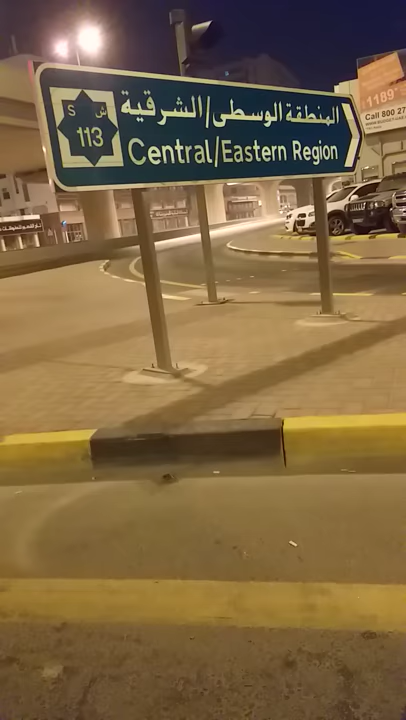 S ش
113
المنطقة الوسطى/الشرقية
Central/Eastern Region
1189*
Call 800 27